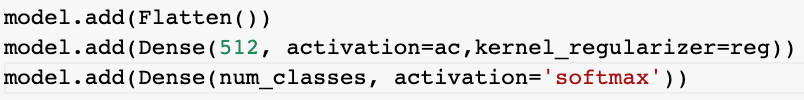 model.add(Flatten())
model.add(Dense(512, activation=ac,kernel_regularizer=reg))
model.add(Dense(num_classes, activation='softmax'))